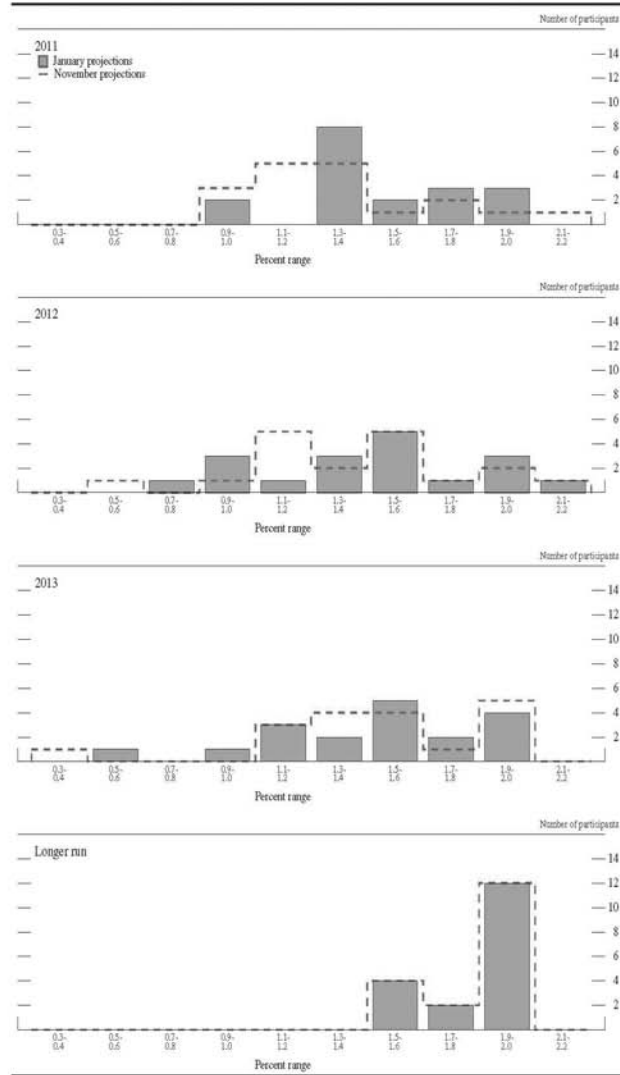 Number of participants
2011
January projections
November projections
14
12
10
8
6
4
2
0.3- 0.5- 0.7- 0.9- 1.1- 1.3- 1.5- 1.7- 1.9- 2.1-
0.4 0.6 0.8 1.0 1.2 1.4 1.6 1.8 2.0 2.2
Percent range
Number of participants
2012
14
12
10
8
6
4
2
0.3- 0.5- 0.7- 0.9- 1.1- 1.3- 1.5- 1.7- 1.9- 2.1-
0.4 0.6 0.8 1.0 1.2 1.4 1.6 1.8 2.0 2.2
Percent range
Number of participants
2013
14
12
10
8
6
4
2
0.3- 0.5- 0.7- 0.9- 1.1- 1.3- 1.5- 1.7- 1.9- 2.1-
0.4 0.6 0.8 1.0 1.2 1.4 1.6 1.8 2.0 2.2
Percent range
Number of participants
Longer run
14
12
10
8
6
4
2
0.3- 0.5- 0.7- 0.9- 1.1- 1.3- 1.5- 1.7- 1.9- 2.1-
0.4 0.6 0.8 1.0 1.2 1.4 1.6 1.8 2.0 2.2
Percent range